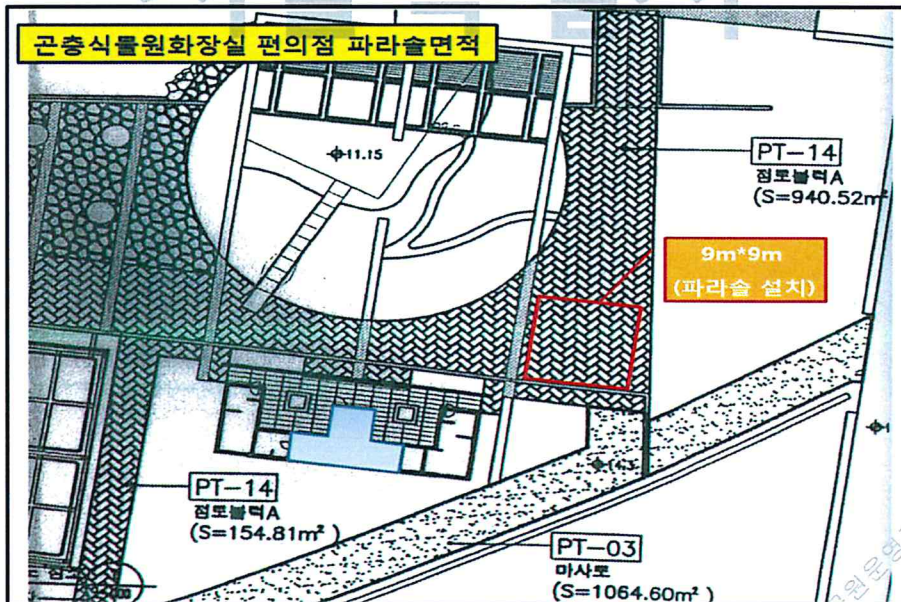 곤충식물원화장실 편의점 파라솔면적
11.15
PT-14
점토블럭A
(S=940.52m²
9m*9m
(파라솔 설치)
PT-14
점토블럭A
(S=154.81m²)
PT-03
마사토
(S=1064.60m²)